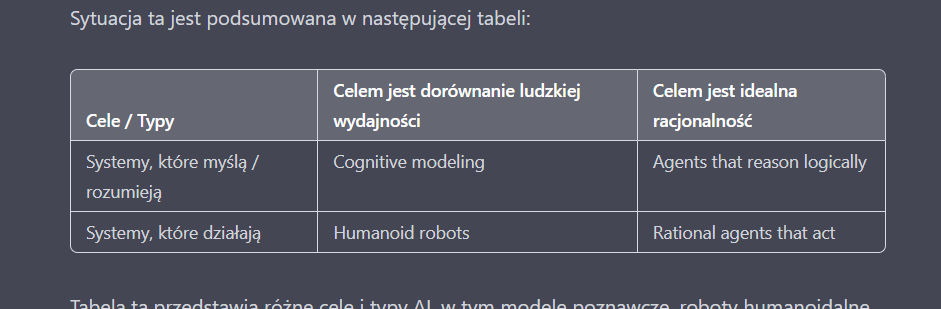 Sytuacja ta jest podsumowana w następującej tabeli:
Cele / Typy
Celem jest dorównanie ludzkiej
wydajności
Celem jest idealna
racjonalność
Systemy, które myślą /
rozumieją
Cognitive modeling
Agents that reason logically
Systemy, które działają
Humanoid robots
Rational agents that act
Tabela ta przedstawia różne cele i typy AI, w tym modele poznawcze, roboty humanoidalne